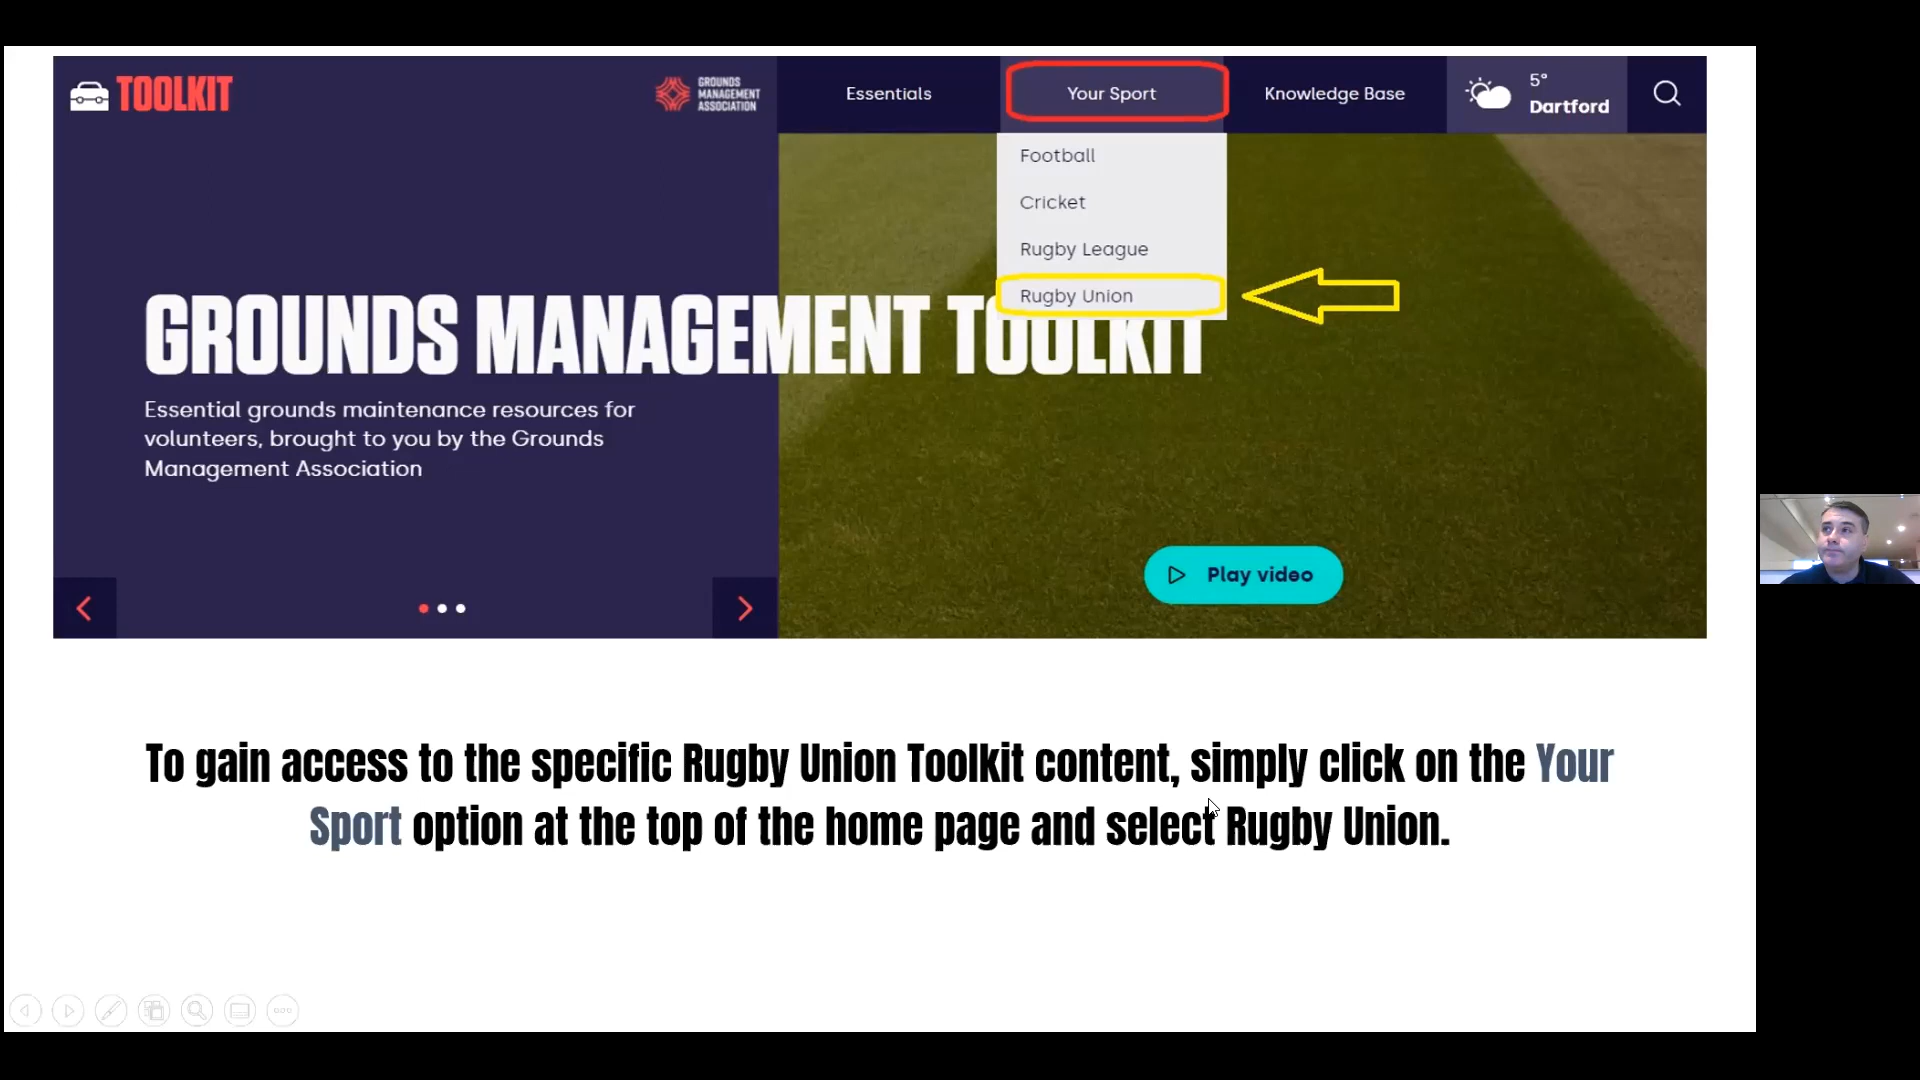 TOOLKIT
GROUNDS
MANAGEMENT
ASSOCIATION
Essentials
Your Sport
Knowledge Base
5°
Dartford
Football
Cricket
Rugby League
Rugby Union
GROUNDS MANAGEMENT TOOLKIT
Essential grounds maintenance resources for
volunteers, brought to you by the Grounds
Management Association
Play video
To gain access to the specific Rugby Union Toolkit content, simply click on the Your
Sport option at the top of the home page and select Rugby Union.